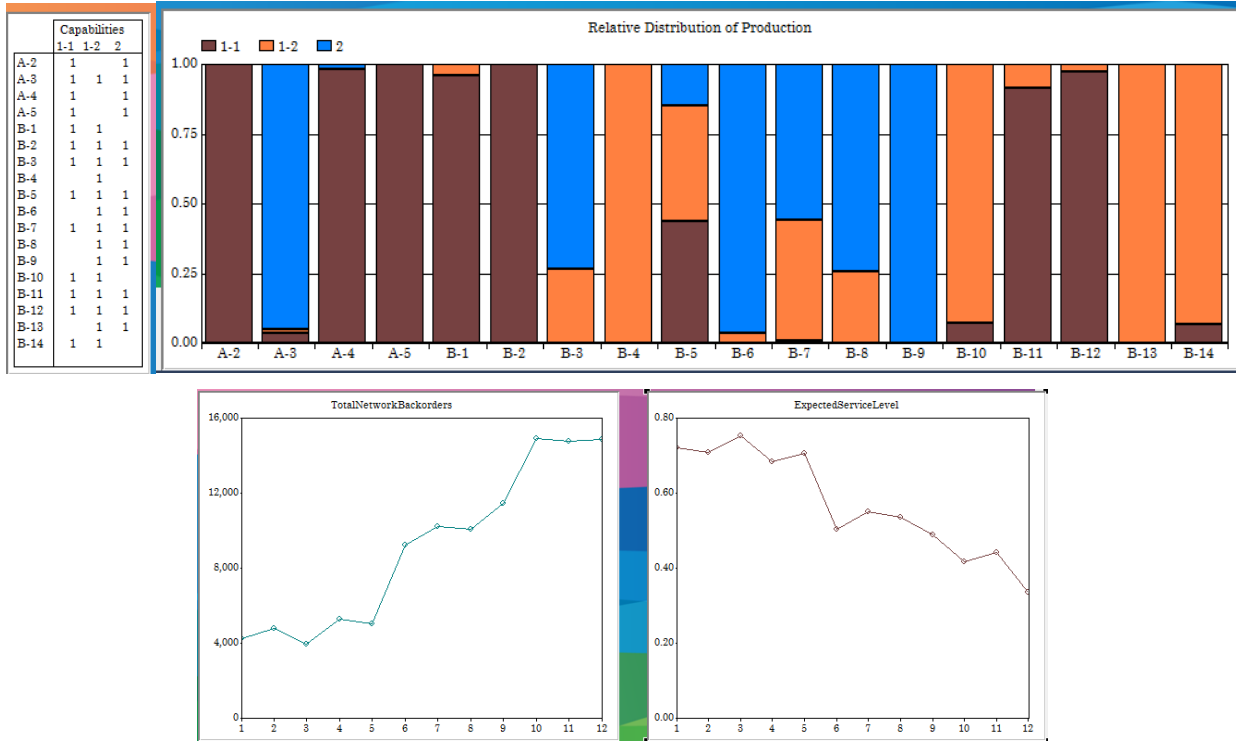 Capabilities
1-1 1-2 2
A-2 1 1
A-3 1 1 1
A-4 1 1
A-5 1 1
B-1 1 1
B-2 1 1 1
B-3 1 1 1
B-4 1
B-5 1 1 1
B-6 1 1
B-7 1 1 1
B-8 1 1
B-9 1 1
B-10 1 1
B-11 1 1 1
B-12 1 1 1
B-13 1 1
B-14 1 1
Relative Distribution of Production
1-1 1-2 2
1.00
0.75
0.50
0.25
0.00
A-2 A-3 A-4 A-5 B-1 B-2 B-3 B-4 B-5 B-6 B-7 B-8 B-9 B-10 B-11 B-12 B-13 B-14
TotalNetworkBackorders
16,000
12,000
8,000
4,000
0
1 2 3 4 5 6 7 8 9 10 11 12
ExpectedServiceLevel
0.80
0.60
0.40
0.20
0.00
1 2 3 4 5 6 7 8 9 10 11 12